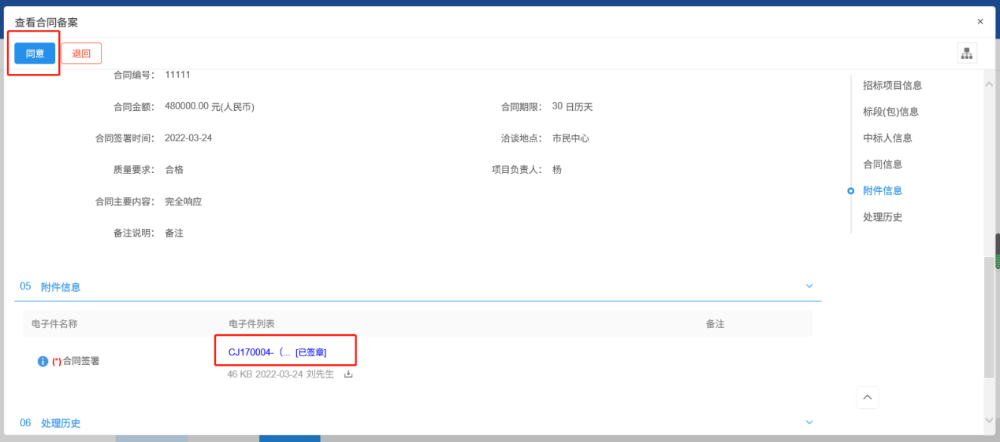 查看合同备案 ×
同意 退回
合同编号： 11111
合同金额： 480000.00 元(人民币) 合同期限： 30 日历天
合同签署时间： 2022-03-24 洽谈地点： 市民中心
质量要求： 合格 项目负责人： 杨
合同主要内容： 完全响应
备注说明： 备注
招标项目信息
标段(包)信息
中标人信息
合同信息
附件信息
处理历史
05 附件信息
电子件名称 电子件列表 备注
(*)合同签署 CJ170004-（... [已签章]
46 KB 2022-03-24 刘先生
06 处理历史